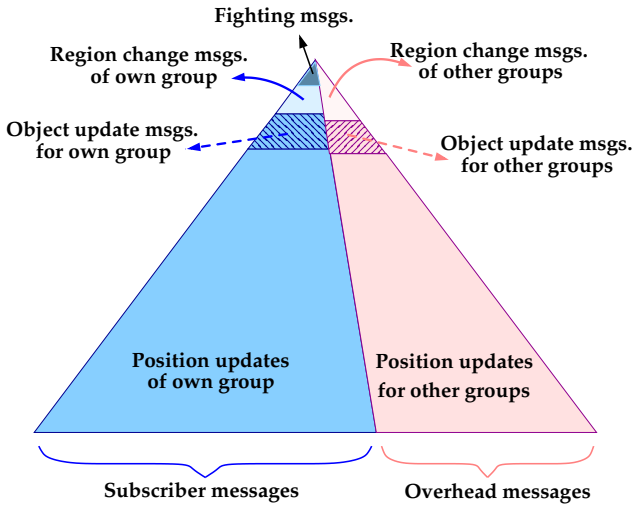 Fighting msgs.
Region change msgs.
of own group
Region change msgs.
of other groups
Object update msgs.
for own group
Object update msgs.
for other groups
Position updates
of own group
Position updates
for other groups
Subscriber messages
Overhead messages